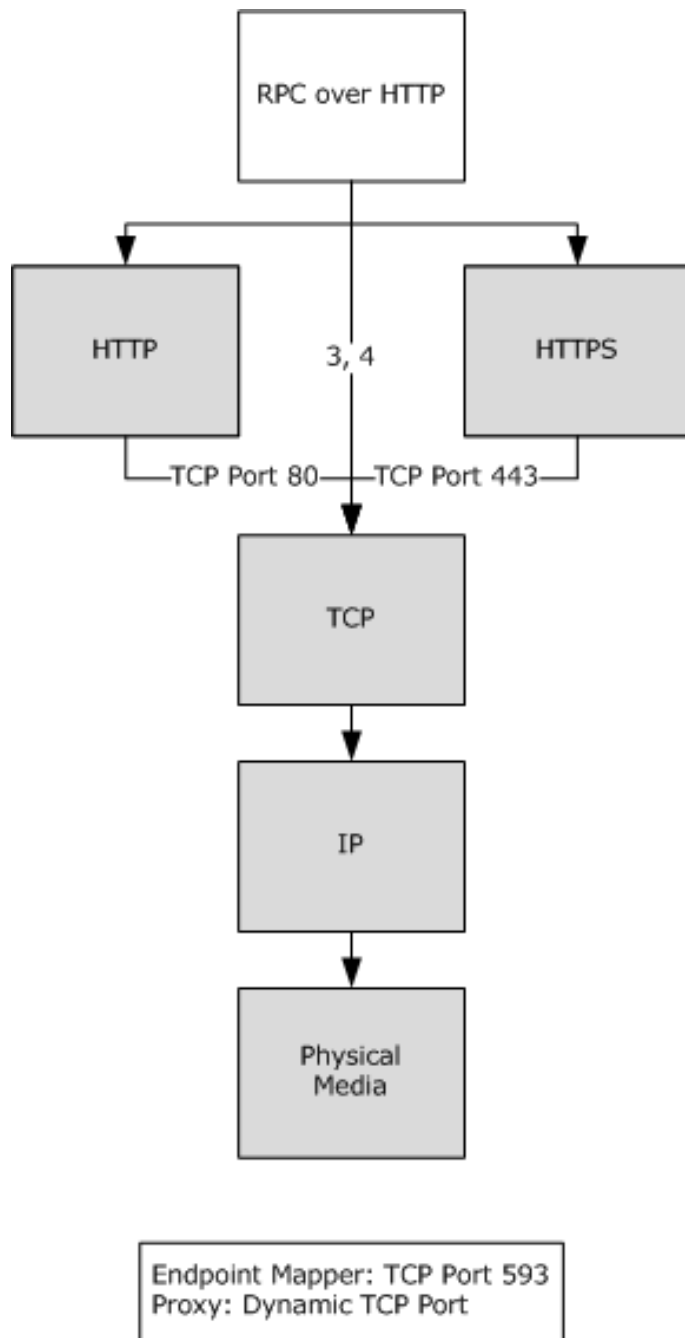 RPC over HTTP
HTTP
3, 4
HTTPS
TCP Port 80
TCP Port 443
TCP
IP
Physical
Media
Endpoint Mapper: TCP Port 593
Proxy: Dynamic TCP Port